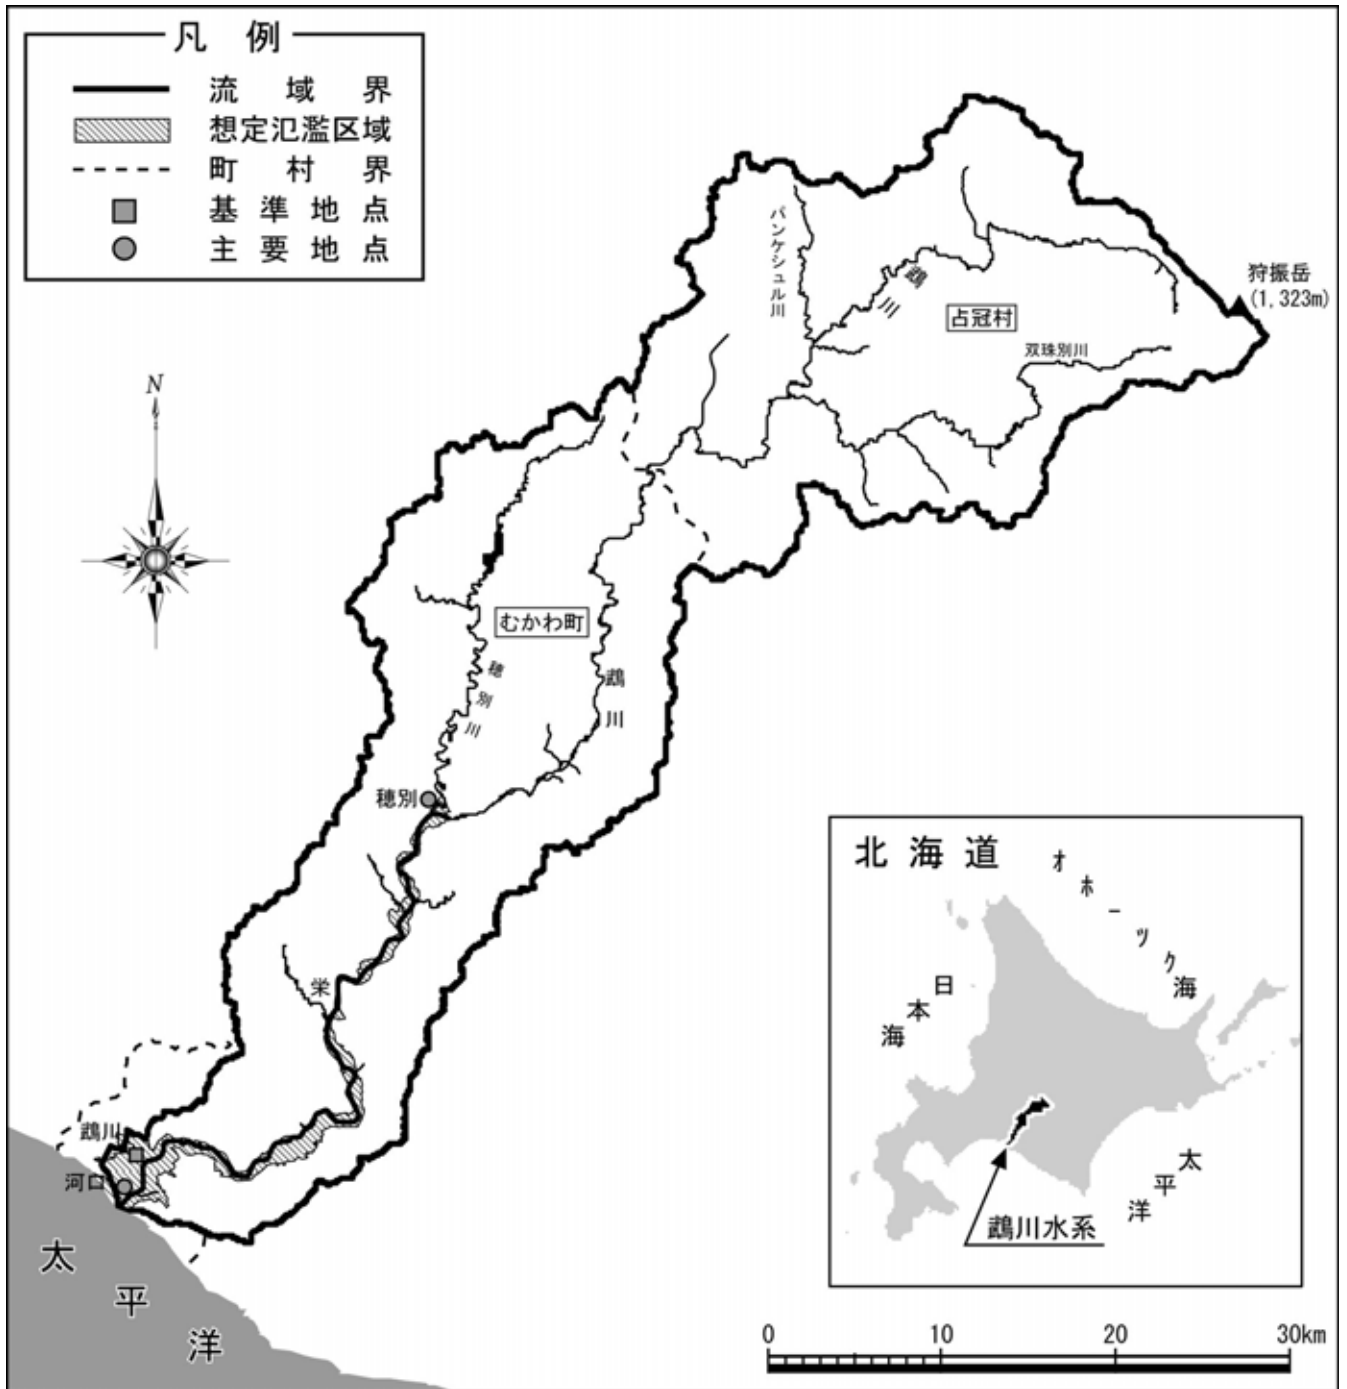 凡 例
流 域 界
想定氾濫区域
町 村 界
基 準 地 点
主 要 地 点
N
パンケシュル川
鵡川
占冠村
狩振岳
(1,323m)
双珠別川
むかわ町
穂別川
鵡川
穂別
栄
鵡川
河口
太平洋
北 海 道
オホーツク海
日本海
太平洋
鵡川水系
0 10 20 30km